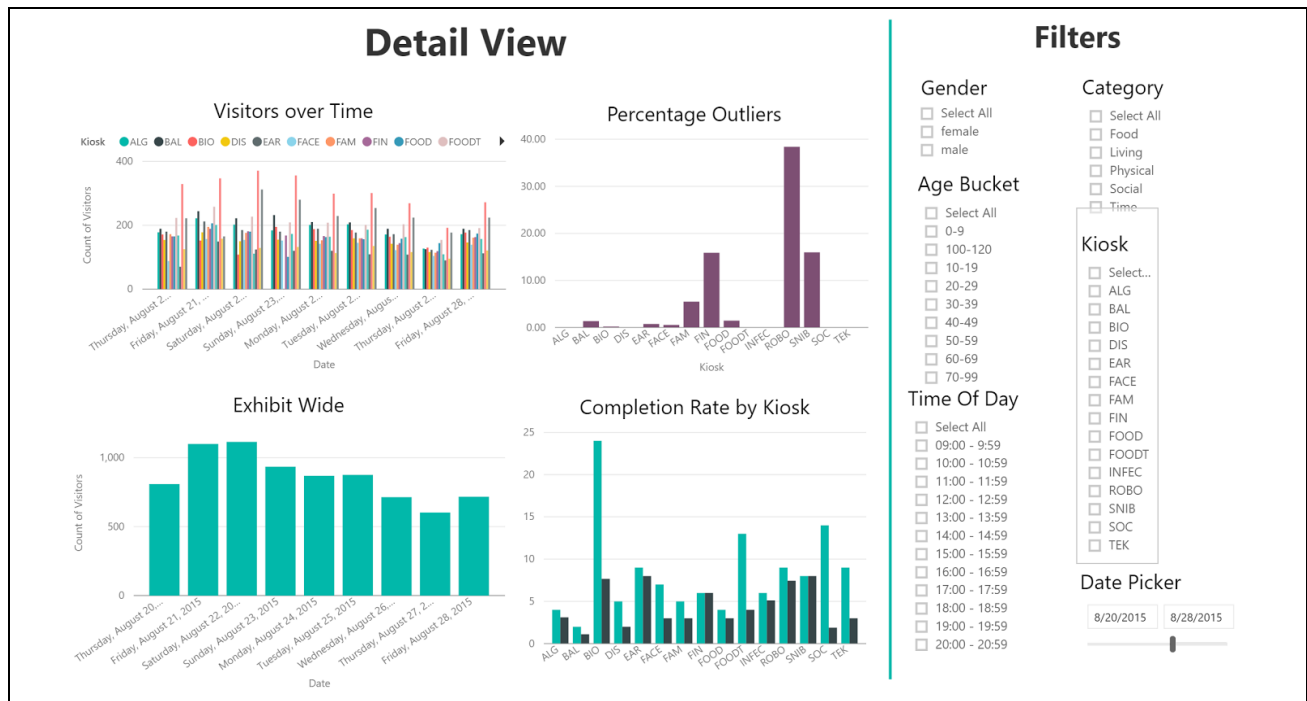 Detail View
Visitors over Time
Kiosk ALG BAL BIO DIS EAR FACE FAM FIN FOOD FOODT
Count of Visitors
400
200
0
Thursday, August 2...
Friday, August 21, ...
Saturday, August 2...
Sunday, August 23,...
Monday, August 2...
Tuesday, August 2...
Wednesday, Augus...
Thursday, August 2...
Friday, August 28, ...
Date
Percentage Outliers
40.00
30.00
20.00
10.00
0.00
ALG
BAL
BIO
DIS
EAR
FACE
FAM
FIN
FOOD
FOODT
INFEC
ROBO
SNIB
SOC
TEK
Kiosk
Exhibit Wide
Count of Visitors
1,000
500
0
Thursday, August 20,...
Friday, August 21, 2015
Saturday, August 22, 20...
Sunday, August 23, 2015
Monday, August 24, 2015
Tuesday, August 25, 2015
Wednesday, August 26,...
Thursday, August 27, 2...
Friday, August 28, 2015
Date
Completion Rate by Kiosk
25
20
15
10
5
0
ALG
BAL
BIO
DIS
EAR
FACE
FAM
FIN
FOOD
FOODT
INFEC
ROBO
SNIB
SOC
TEK
Filters
Gender
Select All
female
male
Age Bucket
Select All
0-9
100-120
10-19
20-29
30-39
40-49
50-59
60-69
70-99
Time Of Day
Select All
09:00 - 9:59
10:00 - 10:59
11:00 - 11:59
12:00 - 12:59
13:00 - 13:59
14:00 - 14:59
15:00 - 15:59
16:00 - 16:59
17:00 - 17:59
18:00 - 18:59
19:00 - 19:59
20:00 - 20:59
Category
Select All
Food
Living
Physical
Social
Time
Kiosk
Select...
ALG
BAL
BIO
DIS
EAR
FACE
FAM
FIN
FOOD
FOODT
INFEC
ROBO
SNIB
SOC
TEK
Date Picker
8/20/2015 8/28/2015